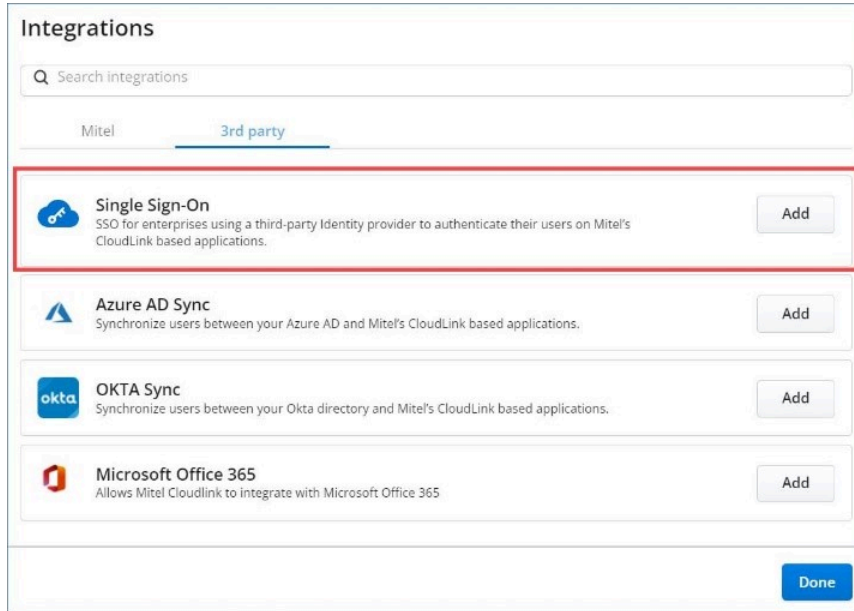 Integrations
Search integrations
Mitel
3rd party
Single Sign-On
SSO for enterprises using a third-party Identity provider to authenticate their users on Mitel's
CloudLink based applications.
Add
Azure AD Sync
Synchronize users between your Azure AD and Mitel's CloudLink based applications.
Add
okta
OKTA Sync
Synchronize users between your Okta directory and Mitel's CloudLink based applications.
Add
Microsoft Office 365
Allows Mitel Cloudlink to integrate with Microsoft Office 365
Add
Done